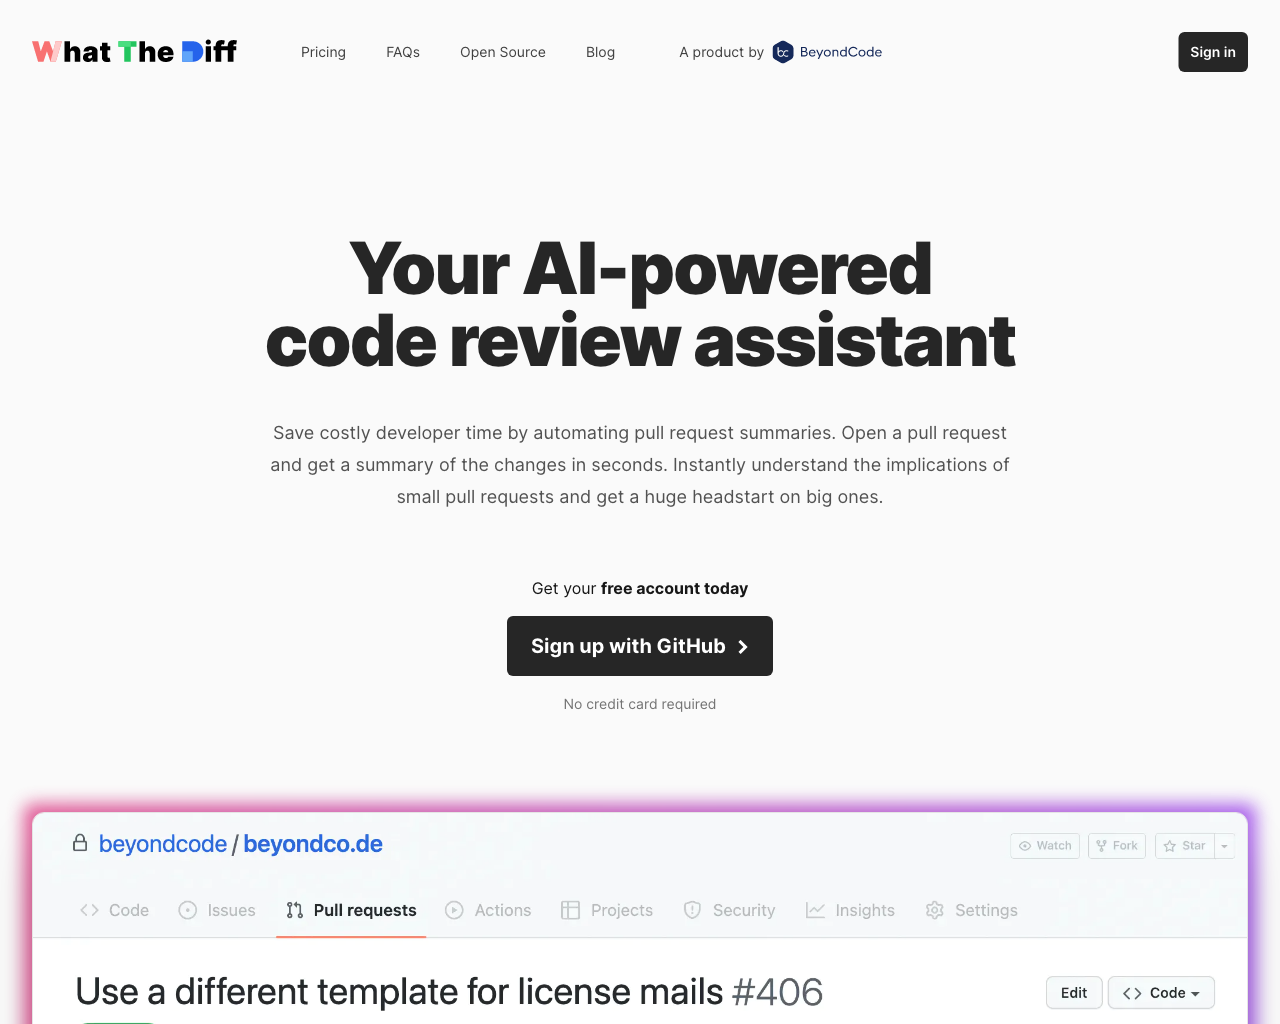 What The Diff
Pricing
FAQs
Open Source
Blog
A product by BeyondCode
Sign in
Your AI-powered
code review assistant
Save costly developer time by automating pull request summaries. Open a pull request
and get a summary of the changes in seconds. Instantly understand the implications of
small pull requests and get a huge headstart on big ones.
Get your free account today
Sign up with GitHub
No credit card required
beyondcode / beyondco.de
Watch
Fork
Star
Code
Issues
Pull requests
Actions
Projects
Security
Insights
Settings
Use a different template for license mails #406
Edit
Code